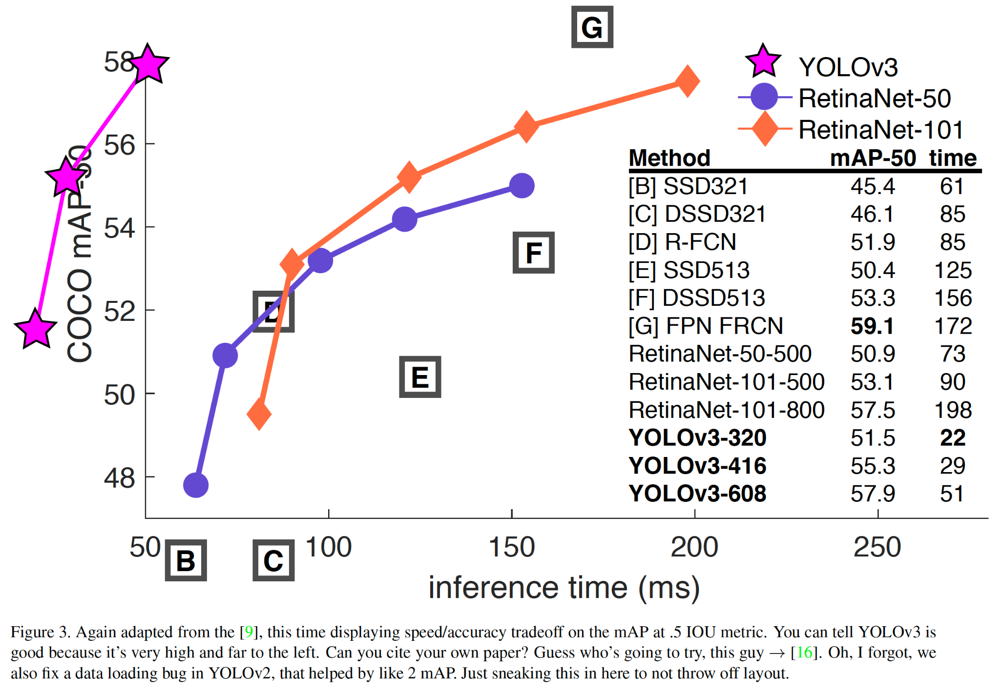 G
58
56
54
52
50
48
COCO mAP-50
D
E
F
YOLOv3
RetinaNet-50
RetinaNet-101
Method mAP-50 time
[B] SSD321 45.4 61
[C] DSSD321 46.1 85
[D] R-FCN 51.9 85
[E] SSD513 50.4 125
[F] DSSD513 53.3 156
[G] FPN FRCN 59.1 172
RetinaNet-50-500 50.9 73
RetinaNet-101-500 53.1 90
RetinaNet-101-800 57.5 198
YOLOv3-320 51.5 22
YOLOv3-416 55.3 29
YOLOv3-608 57.9 51
50 100 150 200 250
B C
inference time (ms)
Figure 3. Again adapted from the [9], this time displaying speed/accuracy tradeoff on the mAP at .5 IOU metric. You can tell YOLOv3 is
good because it's very high and far to the left. Can you cite your own paper? Guess who's going to try, this guy → [16]. Oh, I forgot, we
also fix a data loading bug in YOLOv2, that helped by like 2 mAP. Just sneaking this in here to not throw off layout.